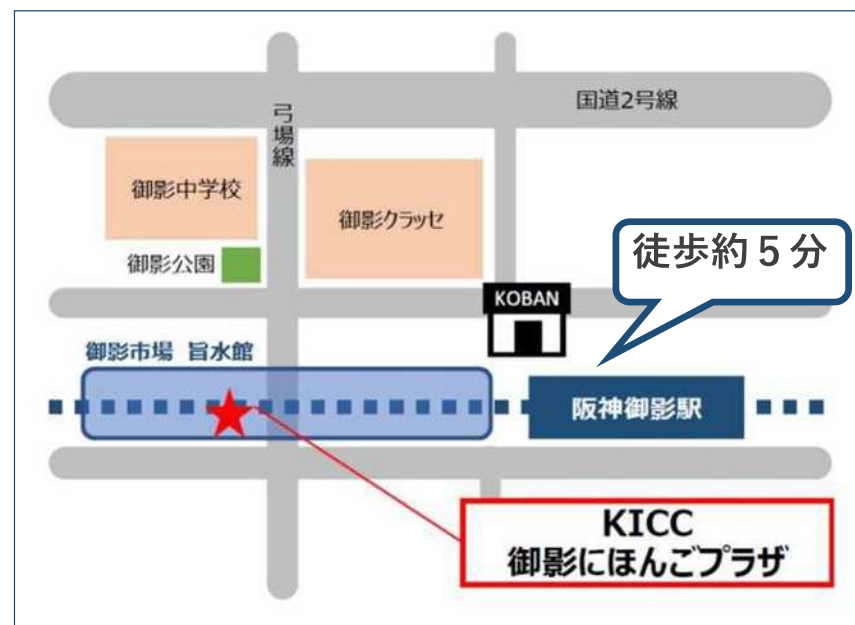 国道2号線
弓場線
御影中学校
御影クラッセ
御影公園
徒歩約5分
KOBAN
御影市場 旨水館
阪神御影駅
KICC
御影にほんごプラザ